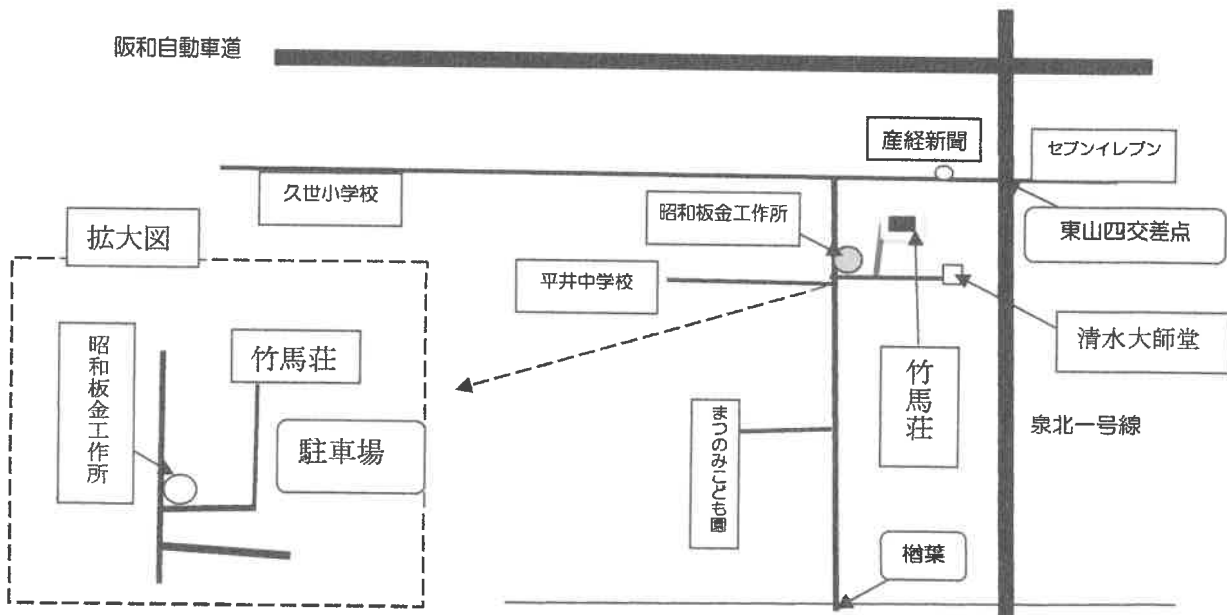 阪和自動車道
産経新聞
セブンイレブン
久世小学校
昭和板金工作所
東山四交差点
拡大図
平井中学校
清水大師堂
竹馬荘
昭和板金工作所
竹馬荘
駐車場
まつのみこども園
泉北一号線
楢葉